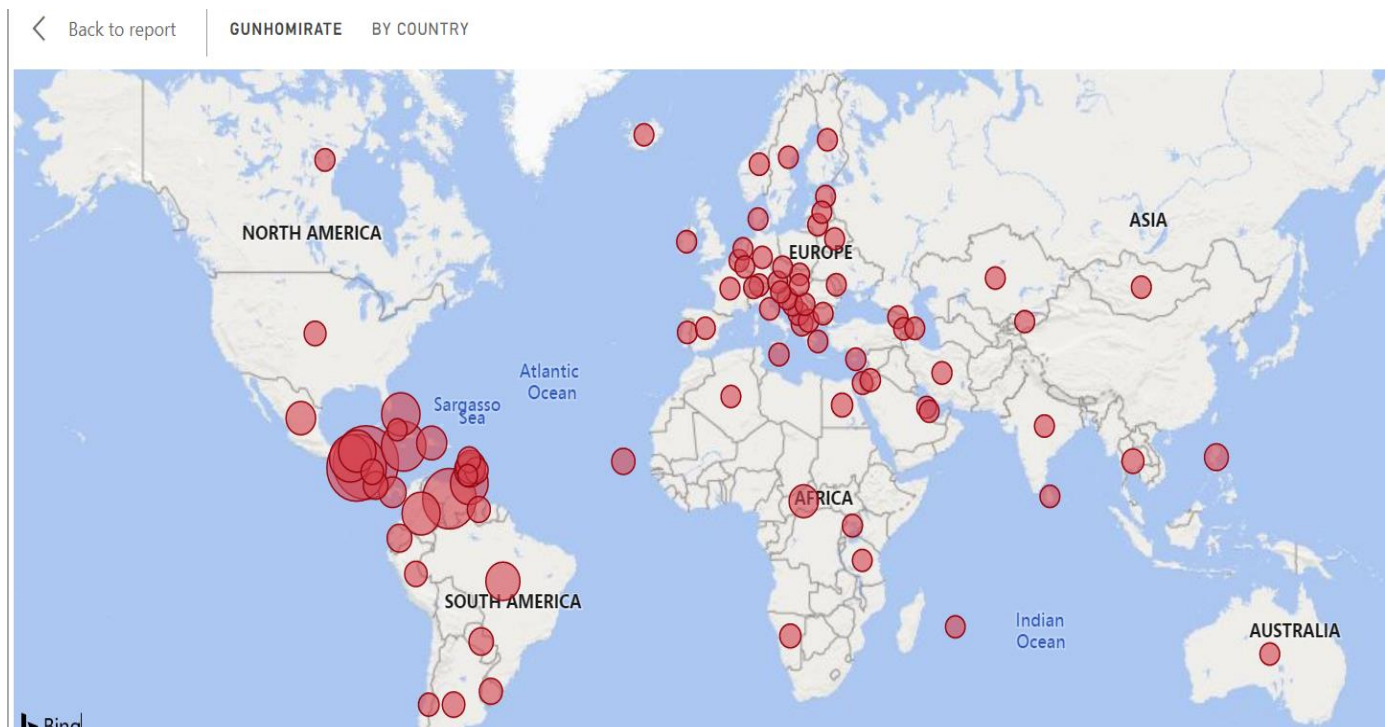 Back to report
GUNHOMIRATE BY COUNTRY
NORTH AMERICA
ASIA
EUROPE
Atlantic
Ocean
Sargasso
Sea
AFRICA
SOUTH AMERICA
Indian
Ocean
AUSTRALIA
Bing